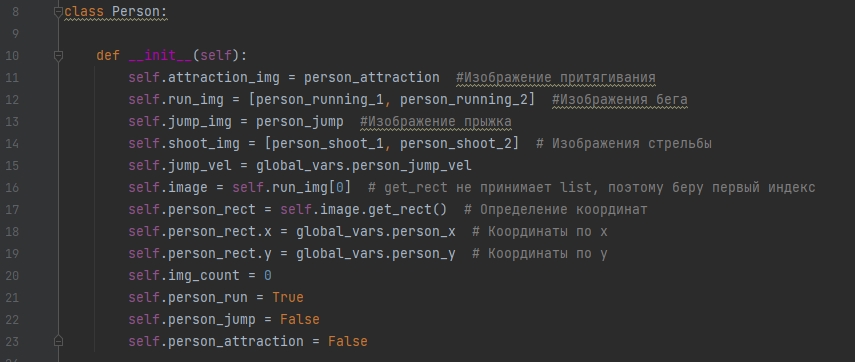 8 class Person:
9
10 def __init__(self):
11 self.attraction_img = person_attraction  #Изображение притягивания
12 self.run_img = [person_running_1, person_running_2]  #Изображения бега
13 self.jump_img = person_jump  #Изображение прыжка
14 self.shoot_img = [person_shoot_1, person_shoot_2]  # Изображения стрельбы
15 self.jump_vel = global_vars.person_jump_vel
16 self.image = self.run_img[0]  # get_rect не принимает list, поэтому беру первый индекс
17 self.person_rect = self.image.get_rect()  # Определение координат
18 self.person_rect.x = global_vars.person_x  # Координаты по x
19 self.person_rect.y = global_vars.person_y  # Координаты по y
20 self.img_count = 0
21 self.person_run = True
22 self.person_jump = False
23 self.person_attraction = False